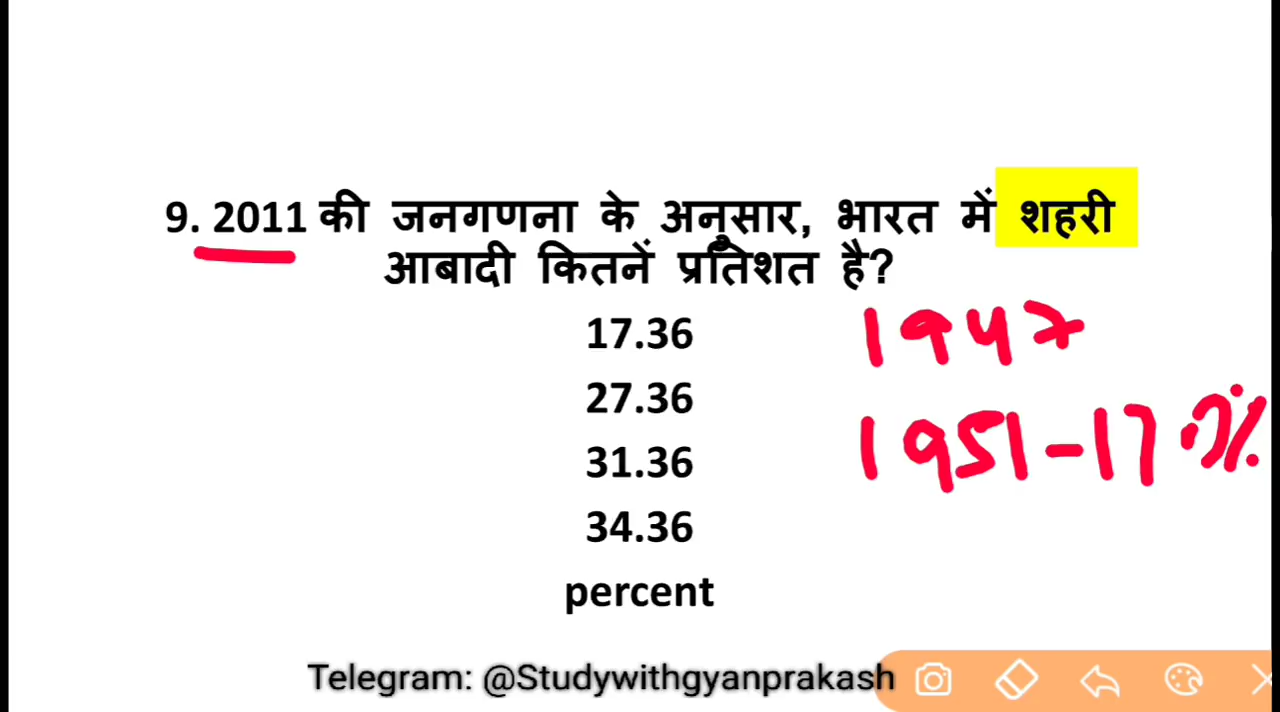 9. 2011 की जनगणना के अनुसार, भारत में शहरी
आबादी कितनें प्रतिशत है?
17.36
27.36
31.36
34.36
percent
1947
1951-17
Telegram: @Studywithgyanprakash